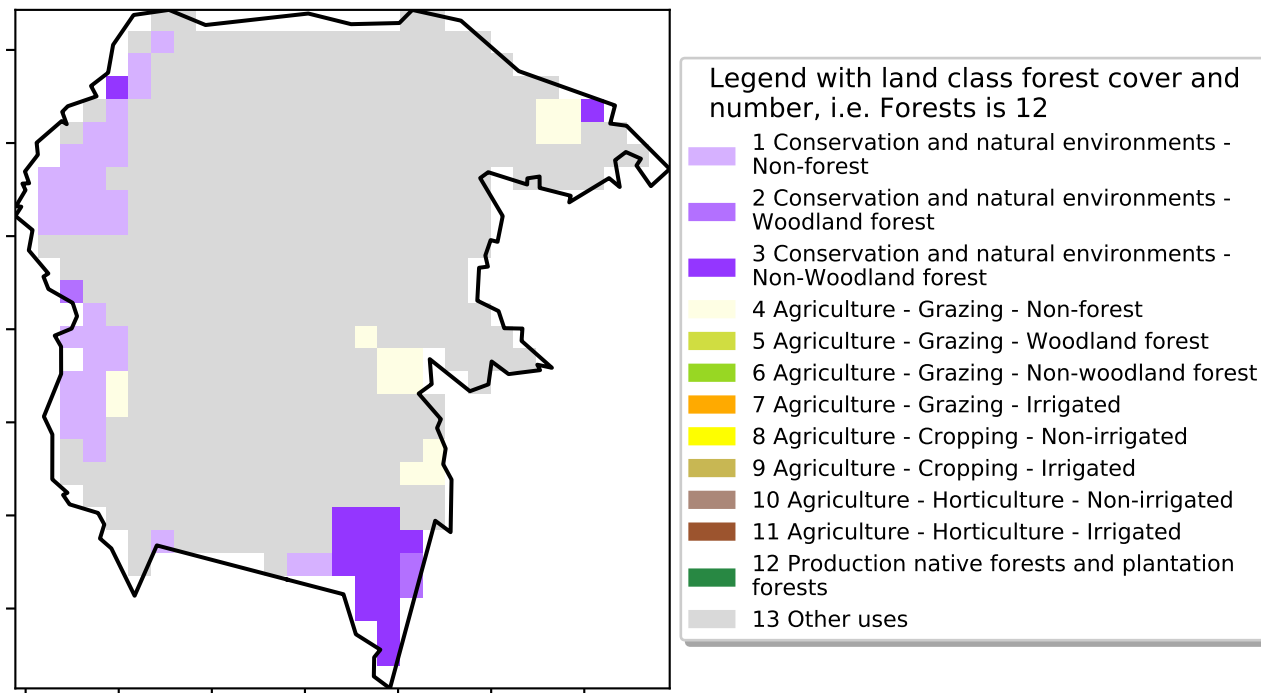 Legend with land class forest cover and
number, i.e. Forests is 12
1 Conservation and natural environments -
Non-forest
2 Conservation and natural environments -
Woodland forest
3 Conservation and natural environments -
Non-Woodland forest
4 Agriculture - Grazing - Non-forest
5 Agriculture - Grazing - Woodland forest
6 Agriculture - Grazing - Non-woodland forest
7 Agriculture - Grazing - Irrigated
8 Agriculture - Cropping - Non-irrigated
9 Agriculture - Cropping - Irrigated
10 Agriculture - Horticulture - Non-irrigated
11 Agriculture - Horticulture - Irrigated
12 Production native forests and plantation
forests
13 Other uses